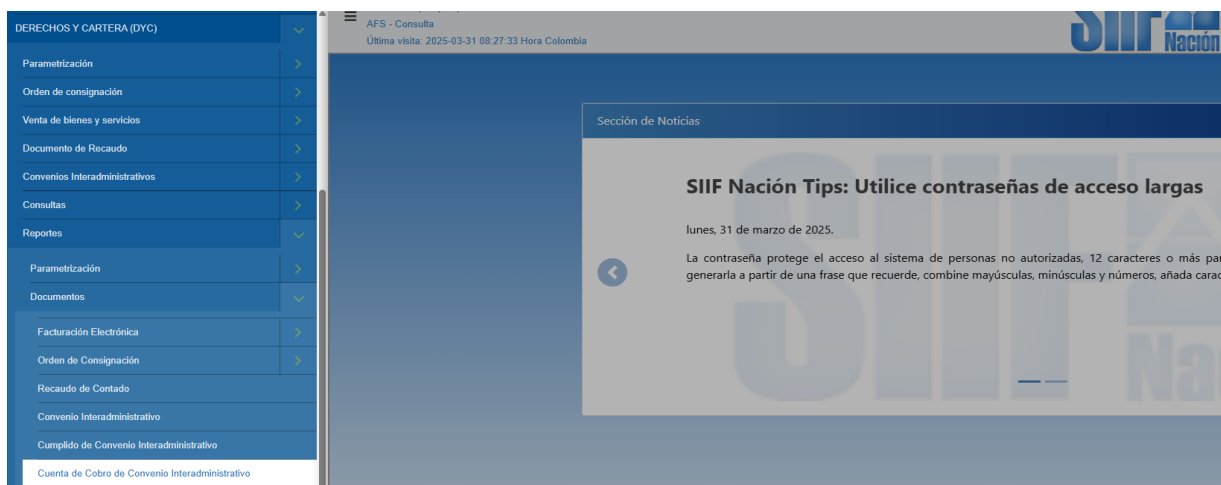 DERECHOS Y CARTERA (DYC)
Parametrización
Orden de consignación
Venta de bienes y servicios
Documento de Recaudo
Convenios Interadministrativos
Consultas
Reportes
Parametrización
Documentos
Facturación Electrónica
Orden de Consignación
Recaudo de Contado
Convenio Interadministrativo
Cumplido de Convenio Interadministrativo
Cuenta de Cobro de Convenio Interadministrativo
AFS - Consulta
Última visita: 2025-03-31 08:27:33 Hora Colombia
SIIF
Nación
Sección de Noticias
SIIF Nación Tips: Utilice contraseñas de acceso largas
lunes, 31 de marzo de 2025.
La contraseña protege el acceso al sistema de personas no autorizadas, 12 caracteres o más
generarla a partir de una frase que recuerde, combine mayúsculas, minúsculas y números, añada